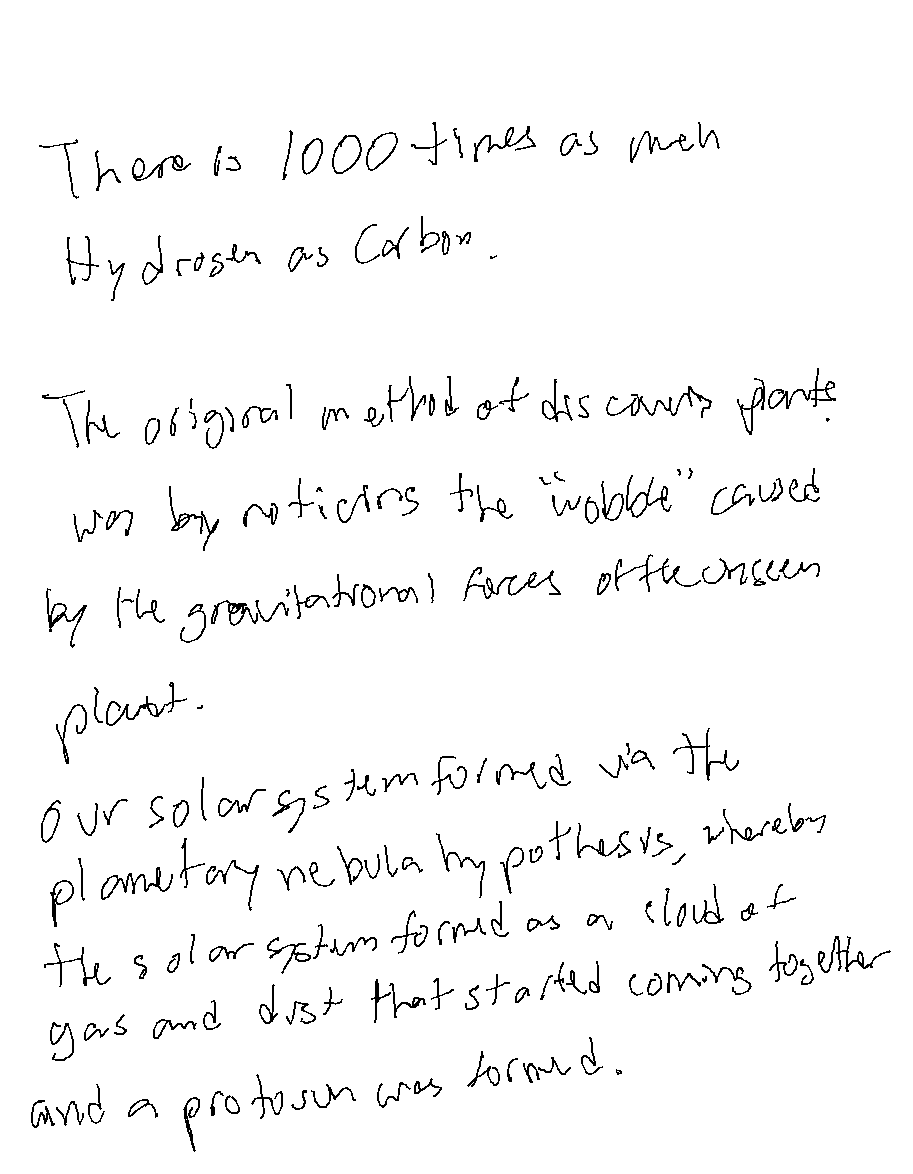 There is 1000 times as much
Hydrogen as Carbon.
The original method of discovering planets
was by noticing the "wobble" caused
by the gravitational forces of the unseen
planet.
Our solar system formed via the
planetary nebula hypothesis, whereby
the solar system formed as a cloud of
gas and dust that started coming together
and a protosun was formed.